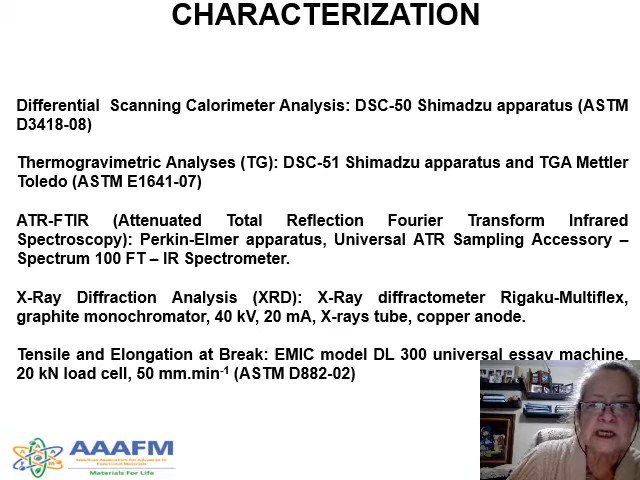 CHARACTERIZATION
Differential Scanning Calorimeter Analysis: DSC-50 Shimadzu apparatus (ASTM
D3418-08)
Thermogravimetric Analyses (TG): DSC-51 Shimadzu apparatus and TGA Mettler
Toledo (ASTM E1641-07)
ATR-FTIR (Attenuated Total Reflection Fourier Transform Infrared
Spectroscopy): Perkin-Elmer apparatus, Universal ATR Sampling Accessory –
Spectrum 100 FT – IR Spectrometer.
X-Ray Diffraction Analysis (XRD): X-Ray diffractometer Rigaku-Multiflex,
graphite monochromator, 40 kV, 20 mA, X-rays tube, copper anode.
Tensile and Elongation at Break: EMIC model DL 300 universal essay machine,
20 kN load cell, 50 mm.min-1 (ASTM D882-02)
AAAFM
American Association for Advances in
Functional Materials
Materials For Life